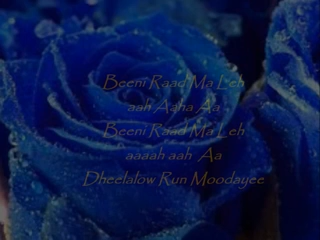 Beeni Raad Ma Leh
aah Aaha Aa
Beeni Raad Ma Leh
aaaah aah Aa
Dheelalow Run Moodayee